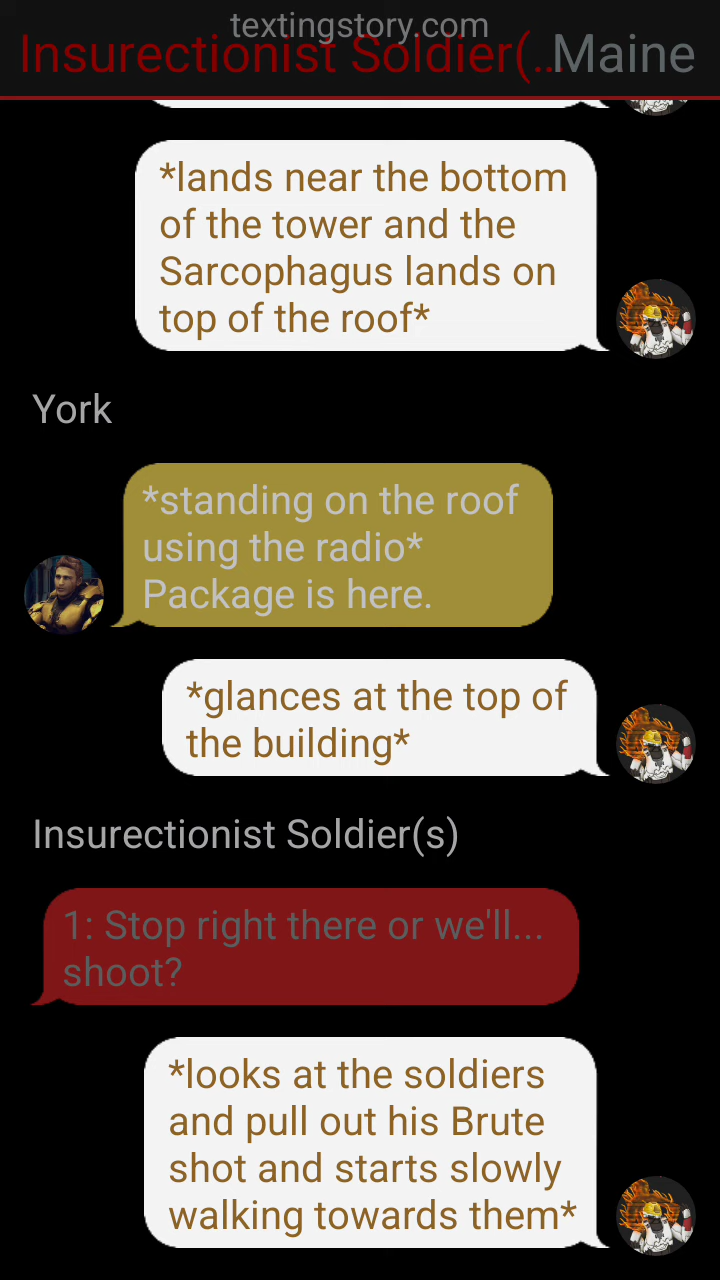 textingstory.com
Insurectionist Soldier(... Maine
*lands near the bottom
of the tower and the
Sarcophagus lands on
top of the roof*
York
*standing on the roof
using the radio*
Package is here.
*glances at the top of
the building*
Insurectionist Soldier(s)
1: Stop right there or we'll...
shoot?
*looks at the soldiers
and pull out his Brute
shot and starts slowly
walking towards them*